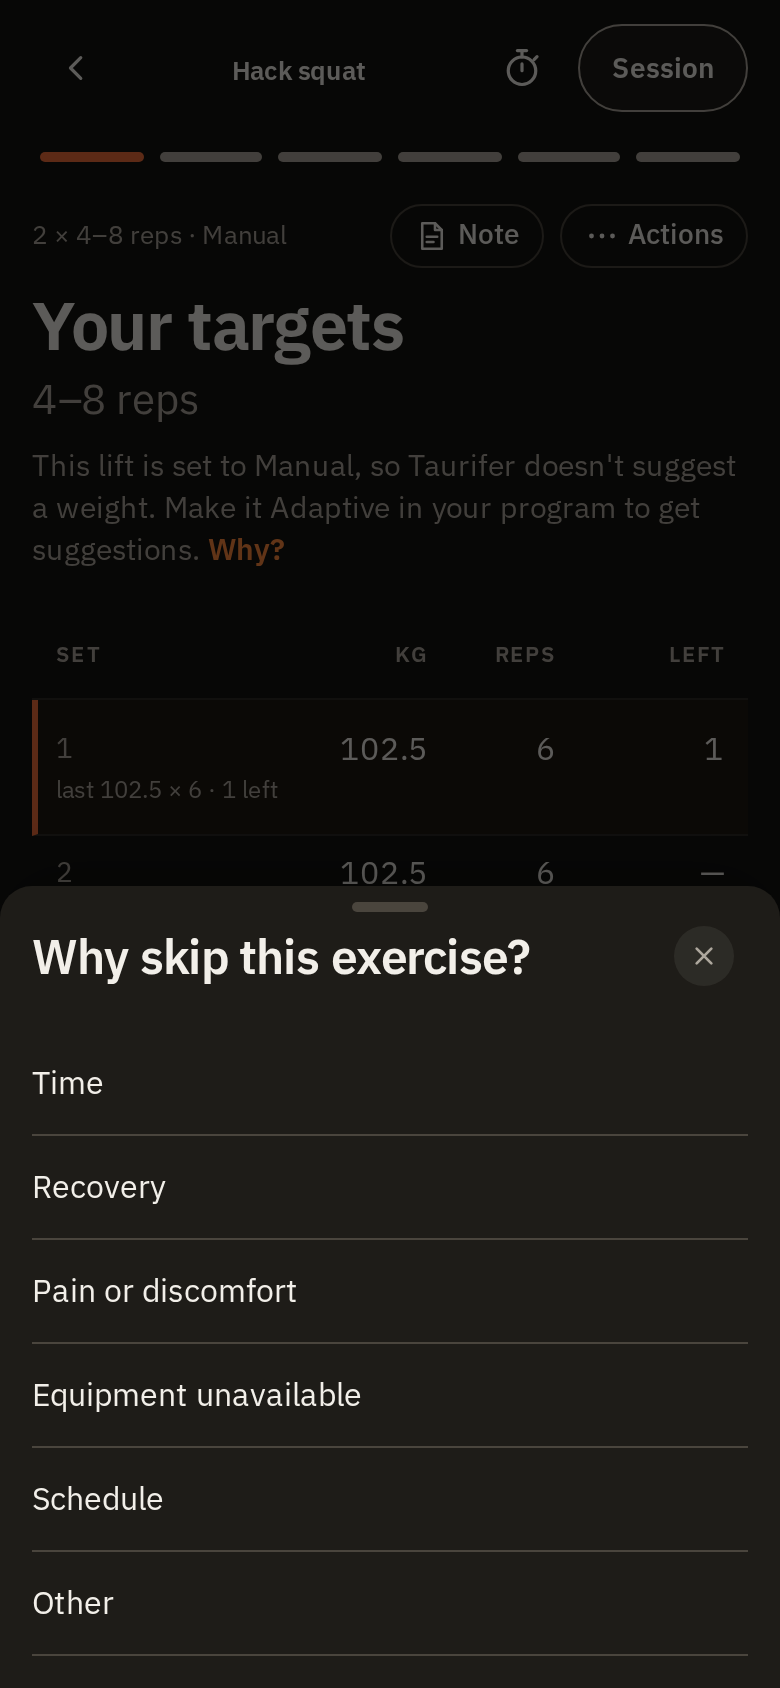 Hack squat
Session
2 × 4–8 reps · Manual
Note
··· Actions
Your targets
4–8 reps
This lift is set to Manual, so Taurifer doesn't suggest
a weight. Make it Adaptive in your program to get
suggestions. Why?
SET KG REPS LEFT
1 102.5 6 1
last 102.5 × 6 · 1 left
2 102.5 6 —
Why skip this exercise?
Time
Recovery
Pain or discomfort
Equipment unavailable
Schedule
Other